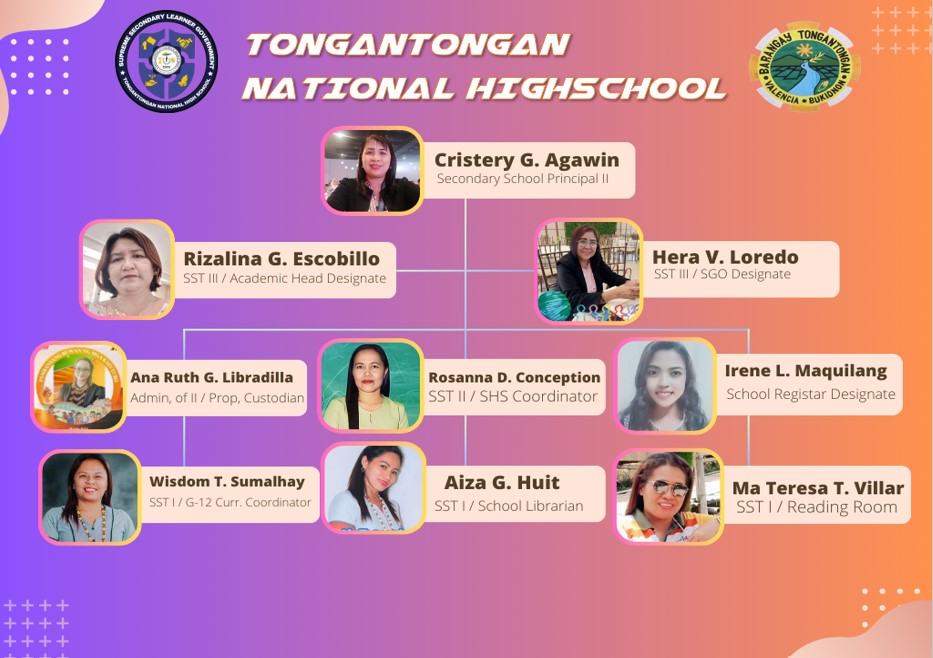 SUPREME SECONDARY LEARNER GOVERNMENT
TONGANTONGAN NATIONAL HIGH SCHOOL
TONGANTONGAN
NATIONAL HIGHSCHOOL
BARANGAY TONGANTONGAN
VALENCIA • BUKIDNON
Cristery G. Agawin
Secondary School Principal II
Rizalina G. Escobillo
SST III / Academic Head Designate
Hera V. Loredo
SST III / SGO Designate
Ana Ruth G. Libradilla
Admin, of II / Prop, Custodian
Rosanna D. Conception
SST II / SHS Coordinator
Irene L. Maquilang
School Registar Designate
Wisdom T. Sumalhay
SST I / G-12 Curr. Coordinator
Aiza G. Huit
SST I / School Librarian
Ma Teresa T. Villar
SST I / Reading Room